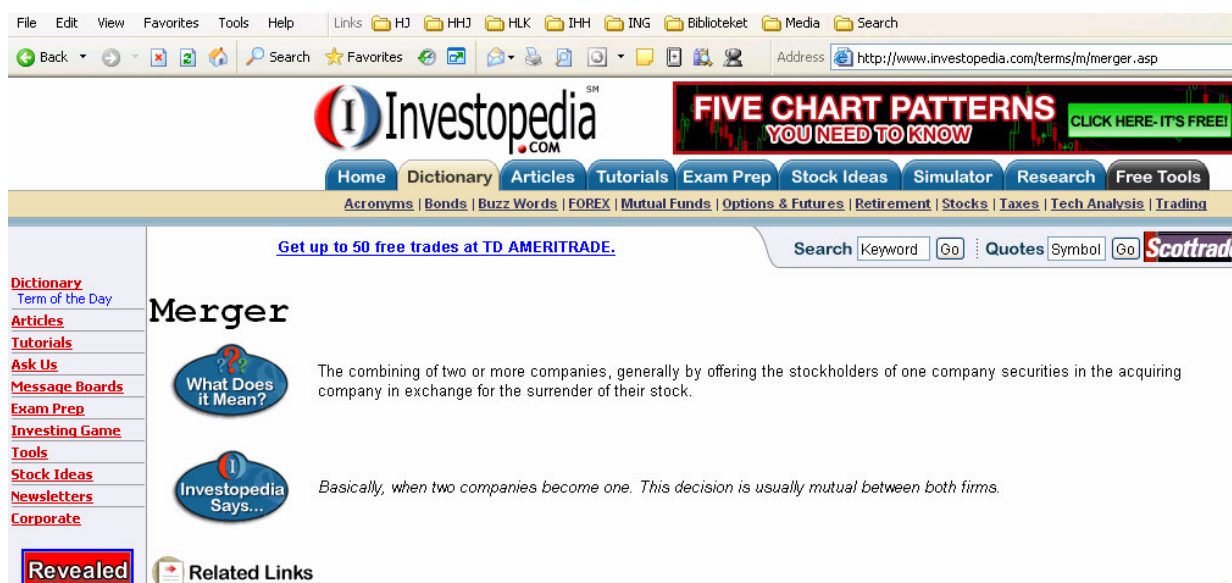 File Edit View Favorites Tools Help Links HJ HHJ HLK IHH ING Biblioteket Media Search
Back Search Favorites Address http://www.investopedia.com/terms/m/merger.asp
Investopedia SM
.COM
FIVE CHART PATTERNS
YOU NEED TO KNOW
CLICK HERE- IT'S FREE!
Home Dictionary Articles Tutorials Exam Prep Stock Ideas Simulator Research Free Tools
Acronyms | Bonds | Buzz Words | FOREX | Mutual Funds | Options & Futures | Retirement | Stocks | Taxes | Tech Analysis | Trading
Get up to 50 free trades at TD AMERITRADE. Search Keyword Go Quotes Symbol Go Scottrade
Dictionary
Term of the Day
Articles
Tutorials
Ask Us
Message Boards
Exam Prep
Investing Game
Tools
Stock Ideas
Newsletters
Corporate
Revealed
Merger
What Does
it Mean?
The combining of two or more companies, generally by offering the stockholders of one company securities in the acquiring
company in exchange for the surrender of their stock.
Investopedia
Says...
Basically, when two companies become one. This decision is usually mutual between both firms.
Related Links